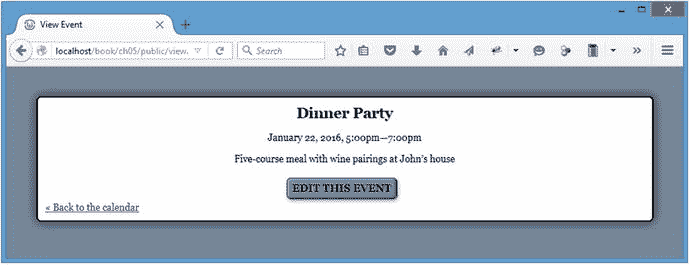 View Event
localhost/book/ch05/public/view.
Search
Dinner Party
January 22, 2016, 5:00pm—7:00pm
Five-course meal with wine pairings at John’s house
EDIT THIS EVENT
« Back to the calendar